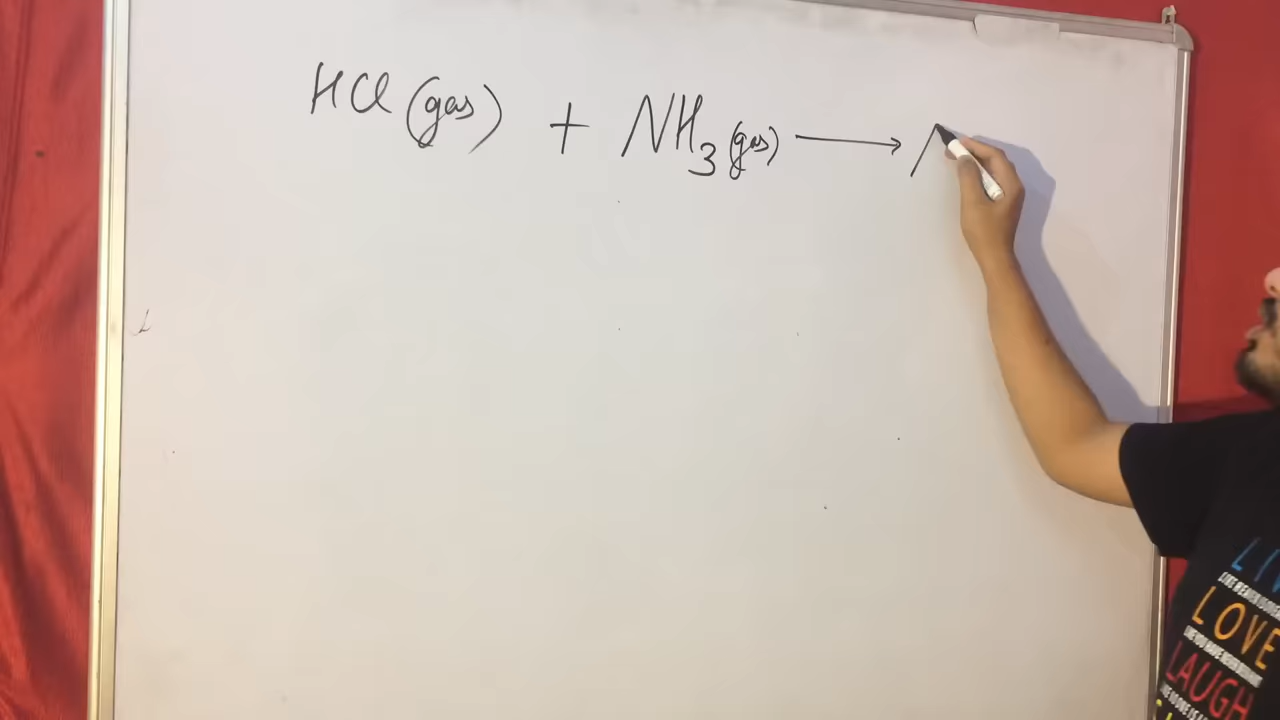 HCl (gas) + NH3 (gas) ⟶
LOVE
LAUGH